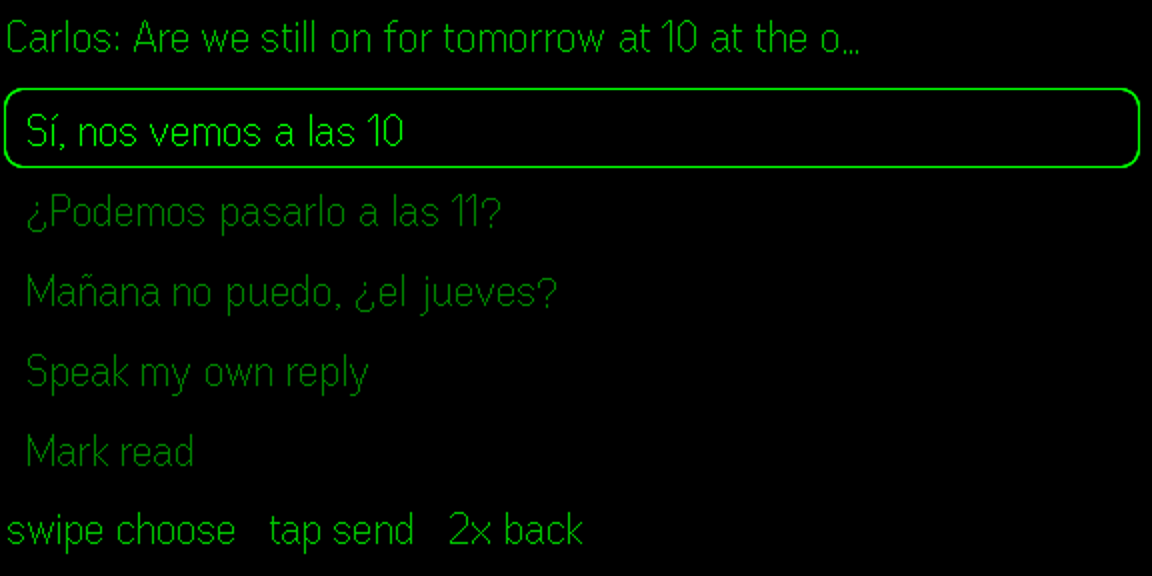 Carlos: Are we still on for tomorrow at 10 at the o…
Sí, nos vemos a las 10
¿Podemos pasarlo a las 11?
Mañana no puedo, ¿el jueves?
Speak my own reply
Mark read
swipe choose   tap send   2x back